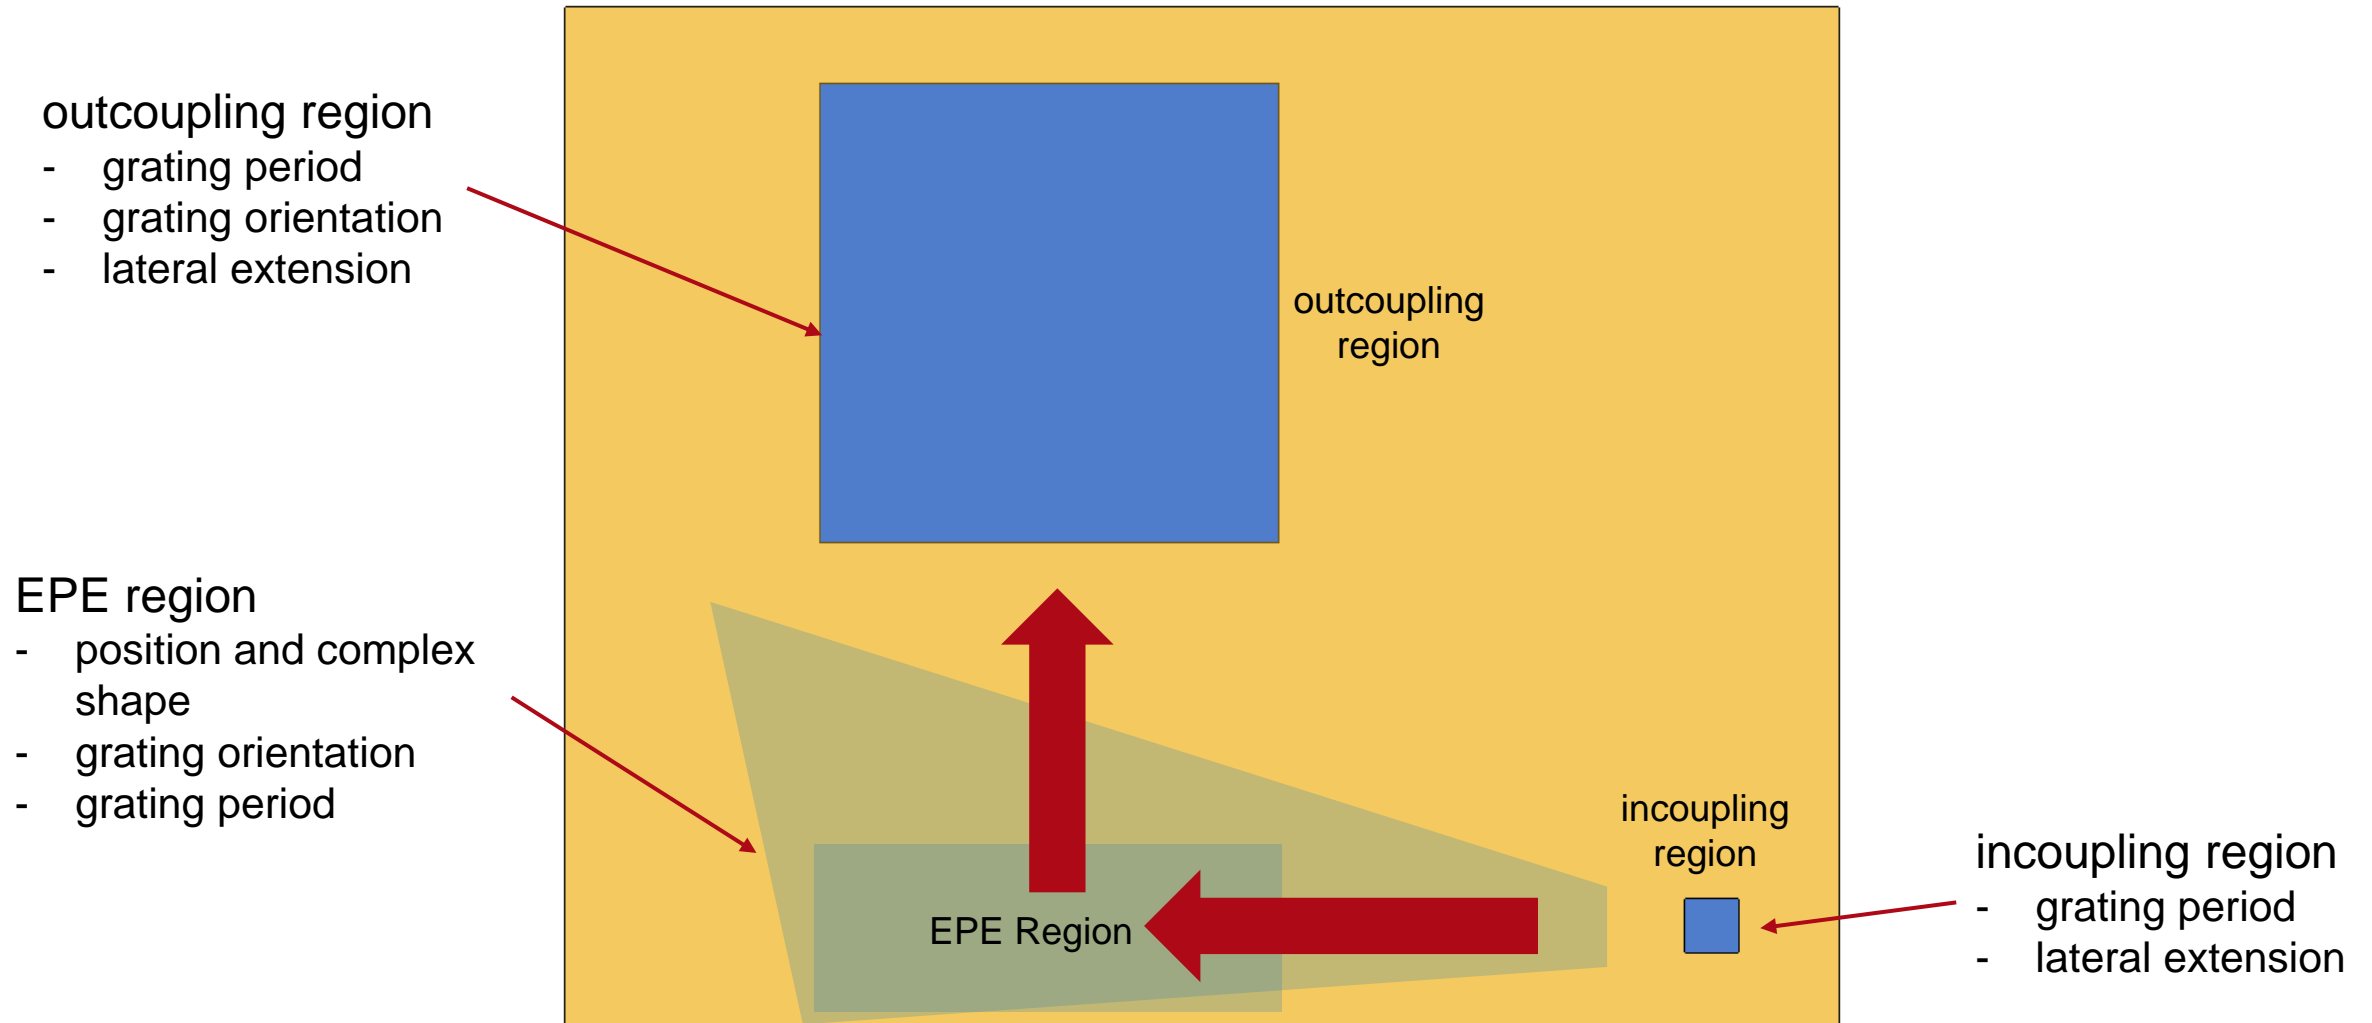 outcoupling region
- grating period
- grating orientation
- lateral extension
outcoupling
region
EPE region
- position and complex
shape
- grating orientation
- grating period
EPE Region
incoupling
region
incoupling region
- grating period
- lateral extension